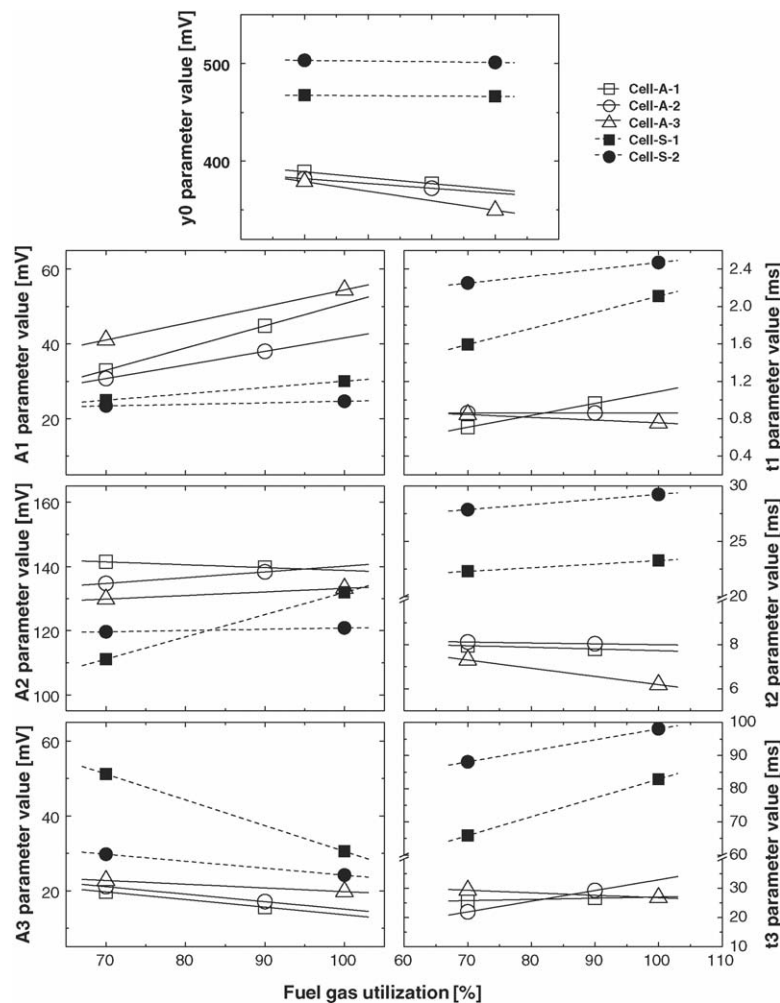 y0 parameter value [mV]
500
400
Cell-A-1
Cell-A-2
Cell-A-3
Cell-S-1
Cell-S-2
A1 parameter value [mV]
60
40
20
2.4
2.0
1.6
1.2
0.8
0.4
t1 parameter value [ms]
A2 parameter value [mV]
160
140
120
100
30
25
20
8
6
t2 parameter value [ms]
A3 parameter value [mV]
60
40
20
100
90
80
70
60
40
30
20
10
t3 parameter value [ms]
70 80 90 100 60 70 80 90 100 110
Fuel gas utilization [%]